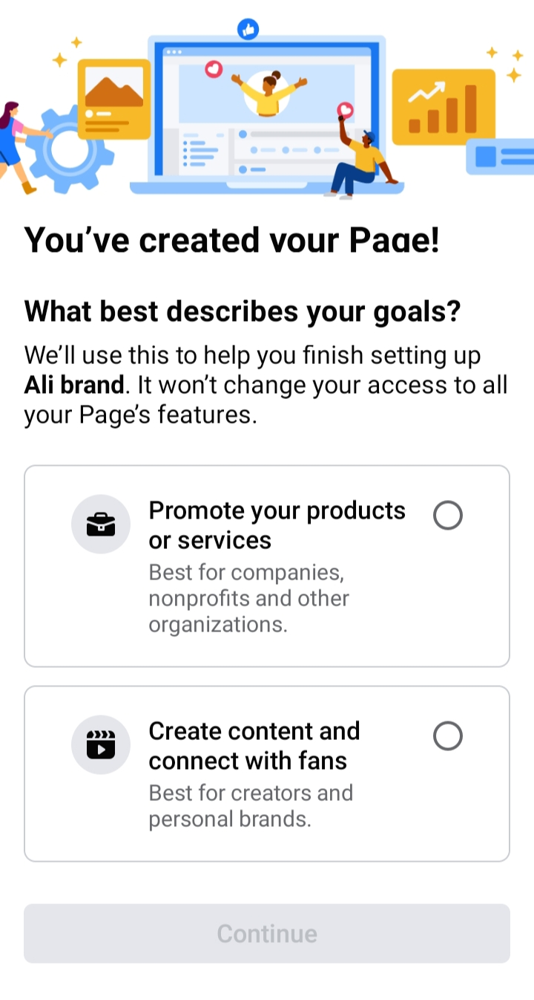 You’ve created your Page!
What best describes your goals?
We’ll use this to help you finish setting up
Ali brand. It won’t change your access to all
your Page’s features.
Promote your products
or services
Best for companies,
nonprofits and other
organizations.
Create content and
connect with fans
Best for creators and
personal brands.
Continue